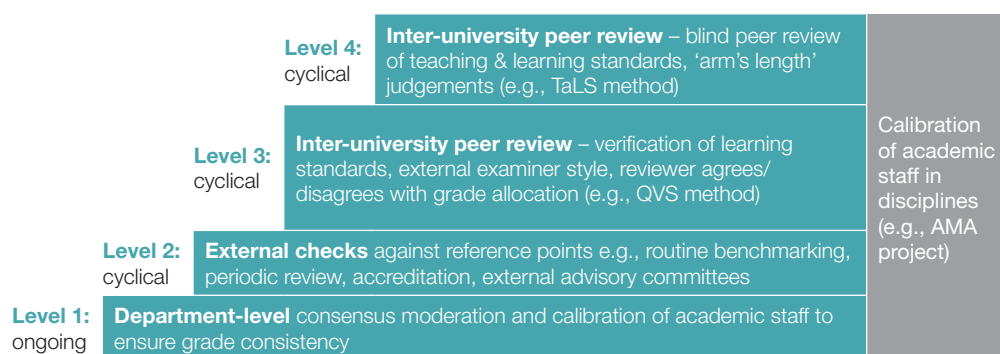 Level 4:
cyclical
Inter-university peer review – blind peer review
of teaching & learning standards, ‘arm’s length’
judgements (e.g., TaLS method)
Level 3:
cyclical
Inter-university peer review – verification of learning
standards, external examiner style, reviewer agrees/
disagrees with grade allocation (e.g., QVS method)
Level 2:
cyclical
External checks against reference points e.g., routine benchmarking,
periodic review, accreditation, external advisory committees
Level 1:
ongoing
Department-level consensus moderation and calibration of academic staff to
ensure grade consistency
Calibration
of academic
staff in
disciplines
(e.g., AMA
project)